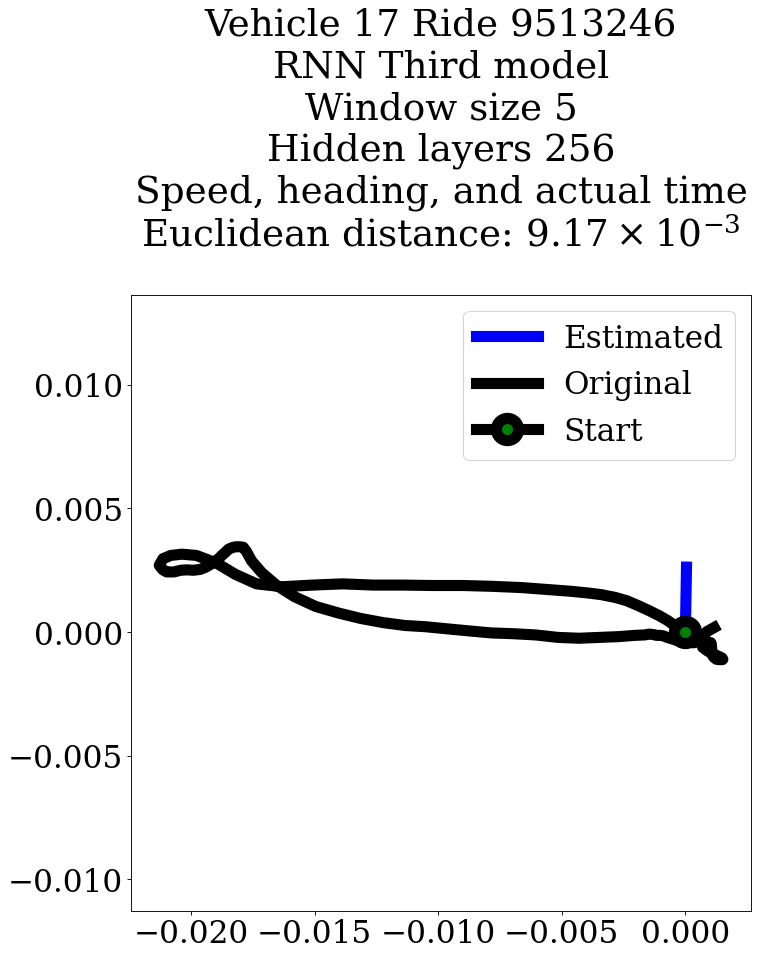 Vehicle 17 Ride 9513246
RNN Third model
Window size 5
Hidden layers 256
Speed, heading, and actual time
Euclidean distance: 9.17 × 10⁻³
Estimated
Original
Start
0.010
0.005
0.000
−0.005
−0.010
−0.020 −0.015 −0.010 −0.005 0.000